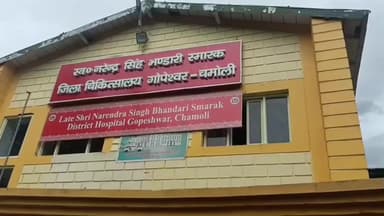 स्व० नरेन्द्र सिंह भण्डारी स्मारक
जिला चिकित्सालय गोपेश्वर-चमोली
Late Shri Narendra Singh Bhandari Smarak
District Hospital Gopeshwar, Chamoli